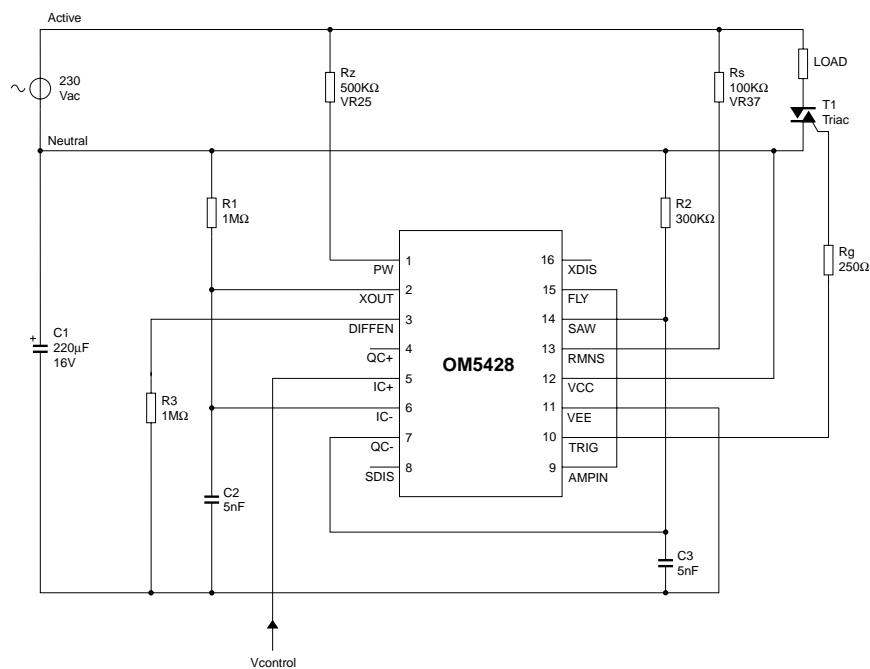 Active
230
Vac
Rz
500KΩ
VR25
Rs
100KΩ
VR37
LOAD
T1
Triac
Neutral
R1
1MΩ
R2
300KΩ
Rg
250Ω
C1
+
220µF
16V
R3
1MΩ
OM5428
1
PW
2
XOUT
3
DIFFEN
4
QC+
5
IC+
6
IC-
7
QC-
8
SDIS
16
XDIS
15
FLY
14
SAW
13
RMNS
12
VCC
11
VEE
10
TRIG
9
AMPIN
C2
5nF
C3
5nF
Vcontrol